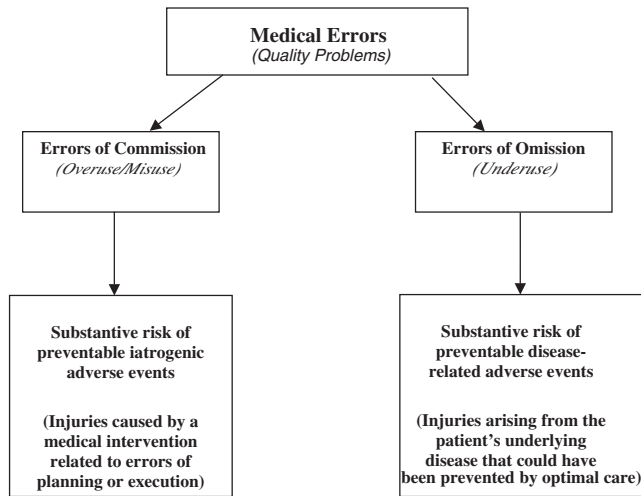 Medical Errors
(Quality Problems)
Errors of Commission
(Overuse/Misuse)
Errors of Omission
(Underuse)
Substantive risk of
preventable iatrogenic
adverse events
(Injuries caused by a
medical intervention
related to errors of
planning or execution)
Substantive risk of
preventable disease-
related adverse events
(Injuries arising from the
patient's underlying
disease that could have
been prevented by optimal care)